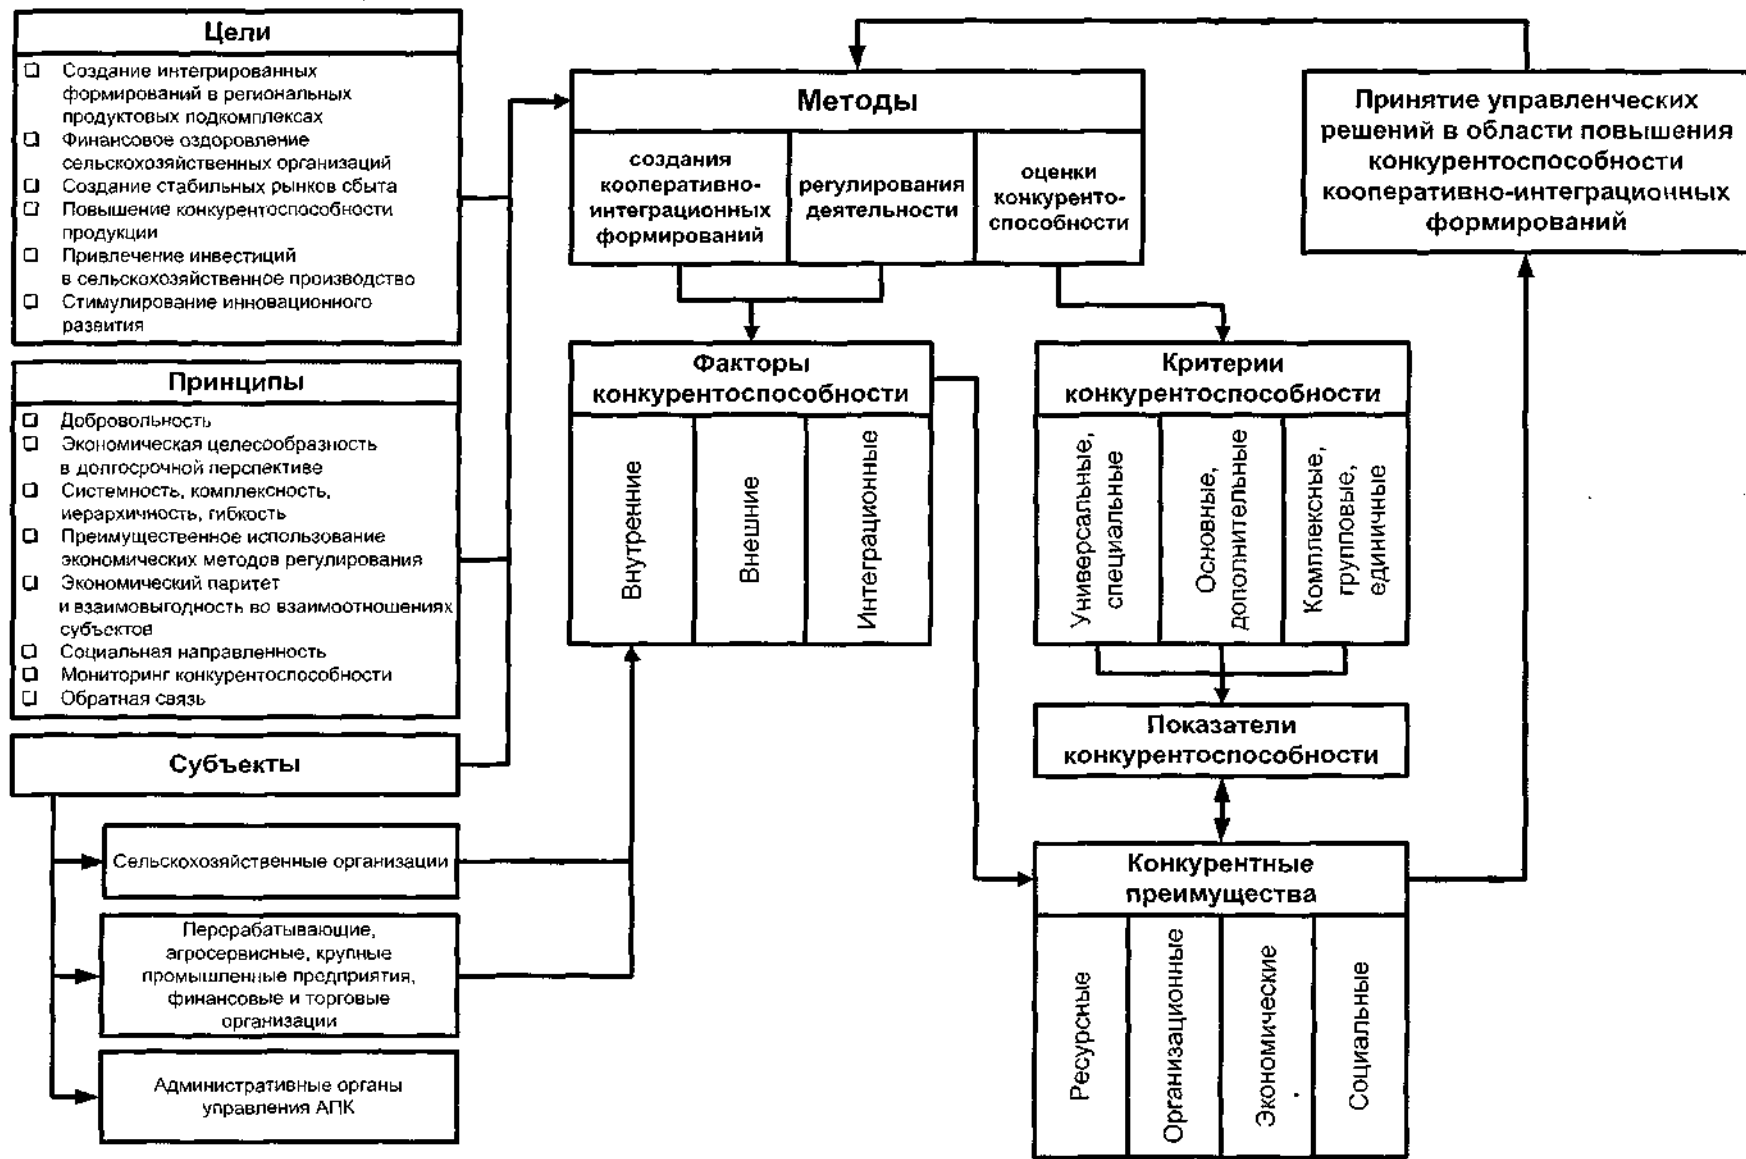 Цели
❑ Создание интегрированных
формирований в региональных
продуктовых подкомплексах
❑ Финансовое оздоровление
сельскохозяйственных организаций
❑ Создание стабильных рынков сбыта
❑ Повышение конкурентоспособности
продукции
❑ Привлечение инвестиций
в сельскохозяйственное производство
❑ Стимулирование инновационного
развития
Принципы
❑ Добровольность
❑ Экономическая целесообразность
в долгосрочной перспективе
❑ Системность, комплексность,
иерархичность, гибкость
❑ Преимущественное использование
экономических методов регулирования
❑ Экономический паритет
и взаимовыгодность во взаимоотношениях
субъектов
❑ Социальная направленность
❑ Мониторинг конкурентоспособности
❑ Обратная связь
Субъекты
Сельскохозяйственные организации
Перерабатывающие,
агросервисные, крупные
промышленные предприятия,
финансовые и торговые
организации
Административные органы
управления АПК
Методы
создания
кооперативно-
интеграционных
формирований
регулирования
деятельности
оценки
конкуренто-
способности
Факторы
конкурентоспособности
Внутренние
Внешние
Интеграционные
Критерии
конкурентоспособности
Универсальные,
специальные
Основные,
дополнительные
Комплексные,
групповые,
единичные
Показатели
конкурентоспособности
Конкурентные
преимущества
Ресурсные
Организационные
Экономические
Социальные
Принятие управленческих
решений в области повышения
конкурентоспособности
кооперативно-интеграционных
формирований